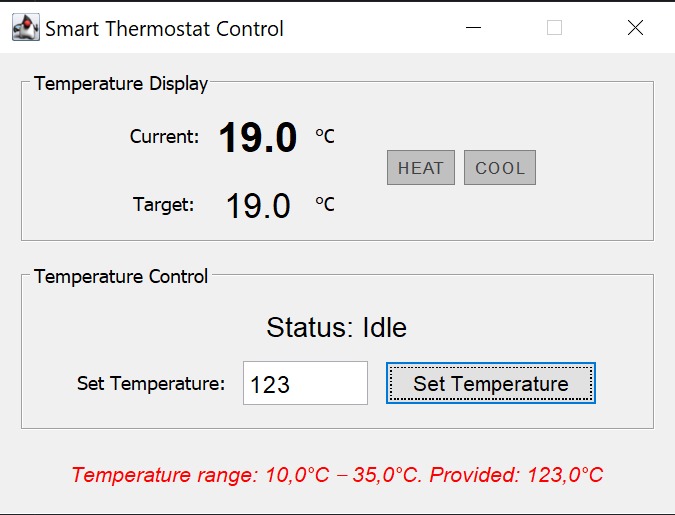 Smart Thermostat Control
Temperature Display
Current: 19.0 °C
HEAT COOL
Target: 19.0 °C
Temperature Control
Status: Idle
Set Temperature: 123 Set Temperature
Temperature range: 10,0°C – 35,0°C. Provided: 123,0°C